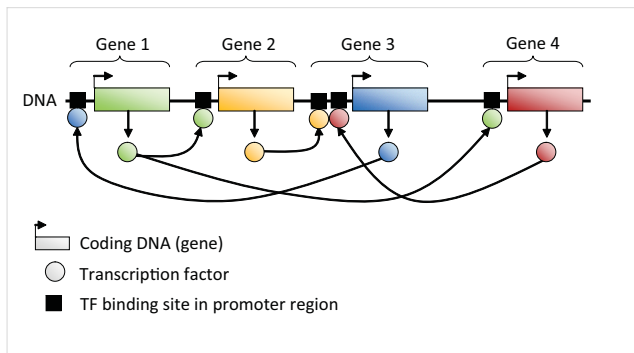 Gene 1 Gene 2 Gene 3 Gene 4
DNA
Coding DNA (gene)
Transcription factor
TF binding site in promoter region